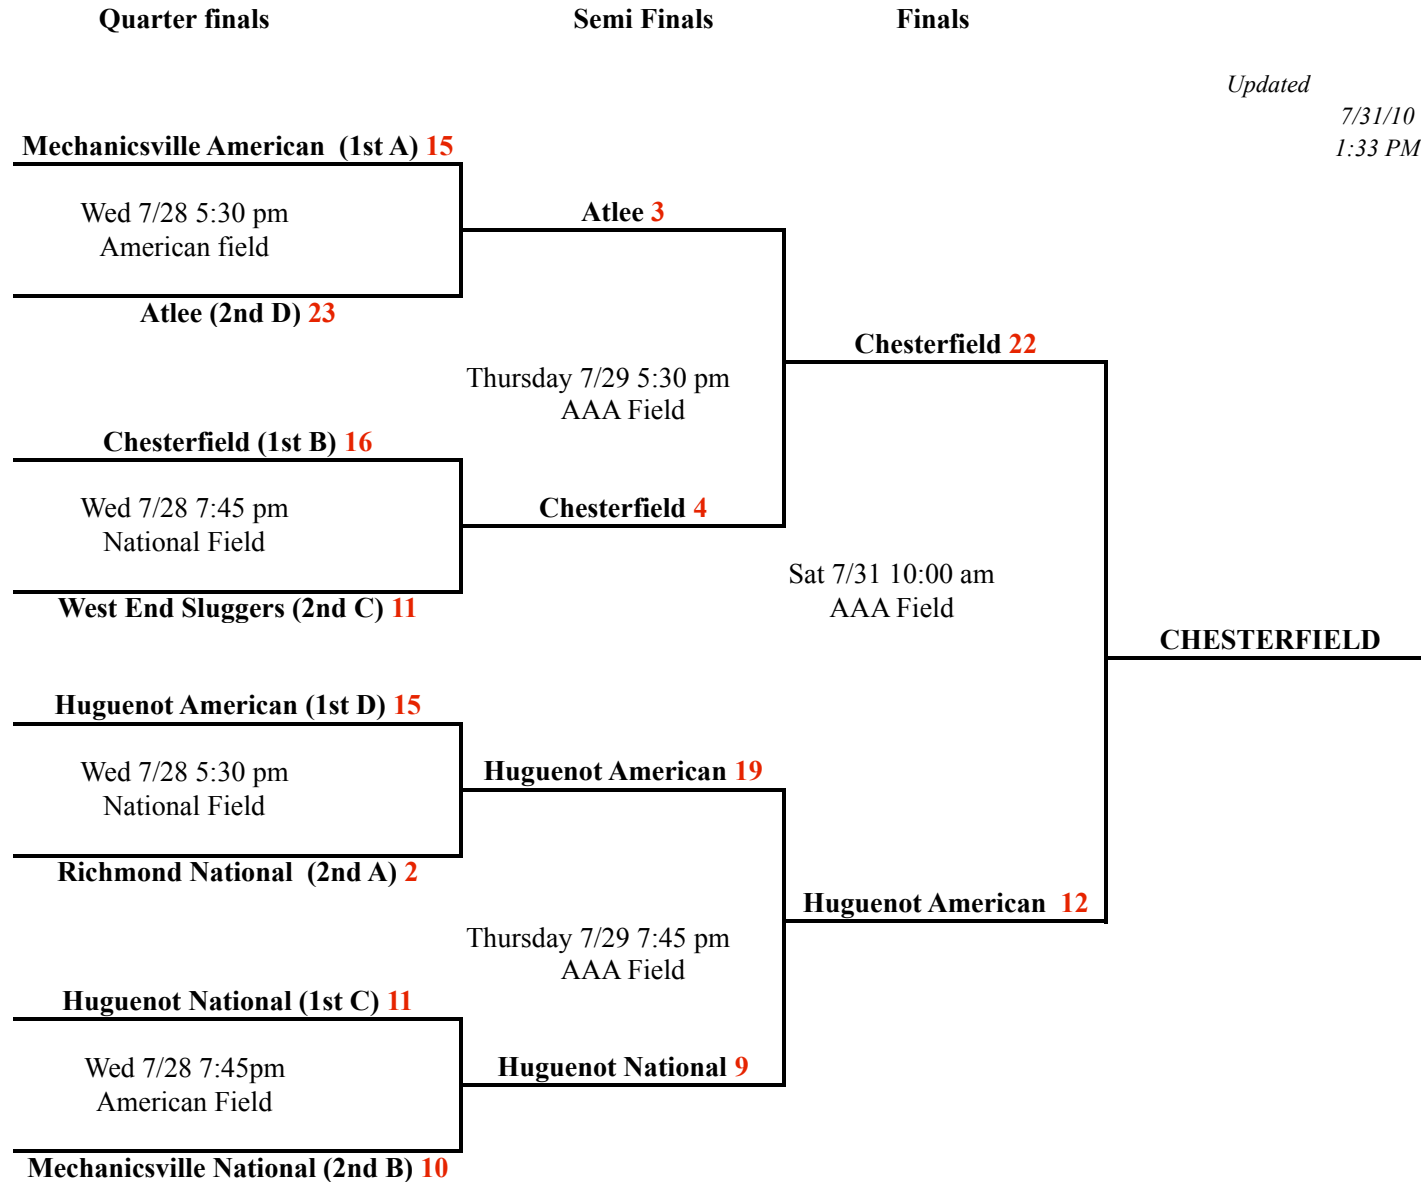 Quarter finals
Semi Finals
Finals
Updated
7/31/10
1:33 PM
Mechanicsville American (1st A) 15
Wed 7/28 5:30 pm
American field
Atlee (2nd D) 23
Atlee 3
Thursday 7/29 5:30 pm
AAA Field
Chesterfield (1st B) 16
Wed 7/28 7:45 pm
National Field
West End Sluggers (2nd C) 11
Chesterfield 4
Chesterfield 22
Sat 7/31 10:00 am
AAA Field
CHESTERFIELD
Huguenot American (1st D) 15
Wed 7/28 5:30 pm
National Field
Richmond National (2nd A) 2
Huguenot American 19
Thursday 7/29 7:45 pm
AAA Field
Huguenot American 12
Huguenot National (1st C) 11
Wed 7/28 7:45pm
American Field
Mechanicsville National (2nd B) 10
Huguenot National 9